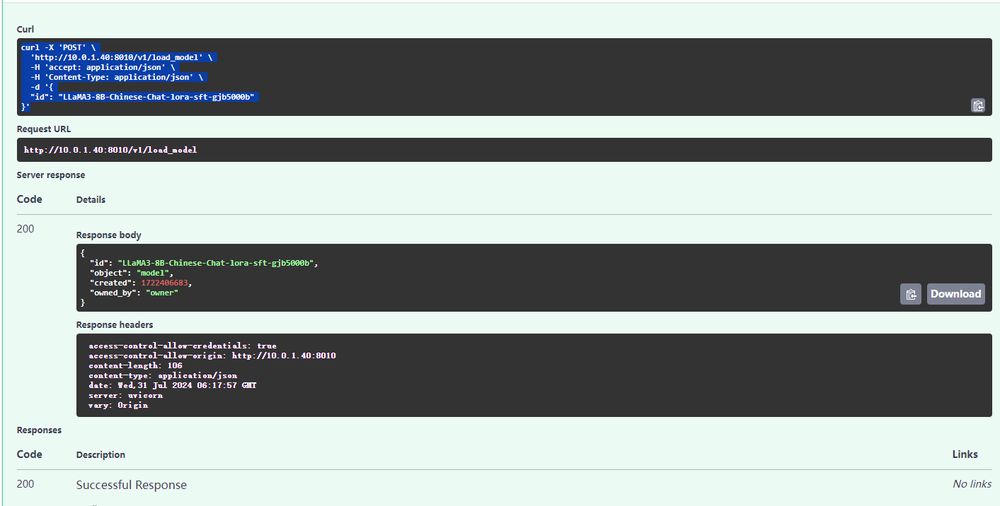 Curl
curl -X 'POST' \
'http://10.0.1.40:8010/v1/load_model' \
-H 'accept: application/json' \
-H 'Content-Type: application/json' \
-d '{
"id": "LLaMA3-8B-Chinese-Chat-lora-sft-gjb5000b"
}'
Request URL
http://10.0.1.40:8010/v1/load_model
Server response
Code Details
200
Response body
{
"id": "LLaMA3-8B-Chinese-Chat-lora-sft-gjb5000b",
"object": "model",
"created": 1722406683,
"owned_by": "owner"
}
Download
Response headers
access-control-allow-credentials: true
access-control-allow-origin: http://10.0.1.40:8010
content-length: 106
content-type: application/json
date: Wed,31 Jul 2024 06:17:57 GMT
server: uvicorn
vary: Origin
Responses
Code Description Links
200 Successful Response No links